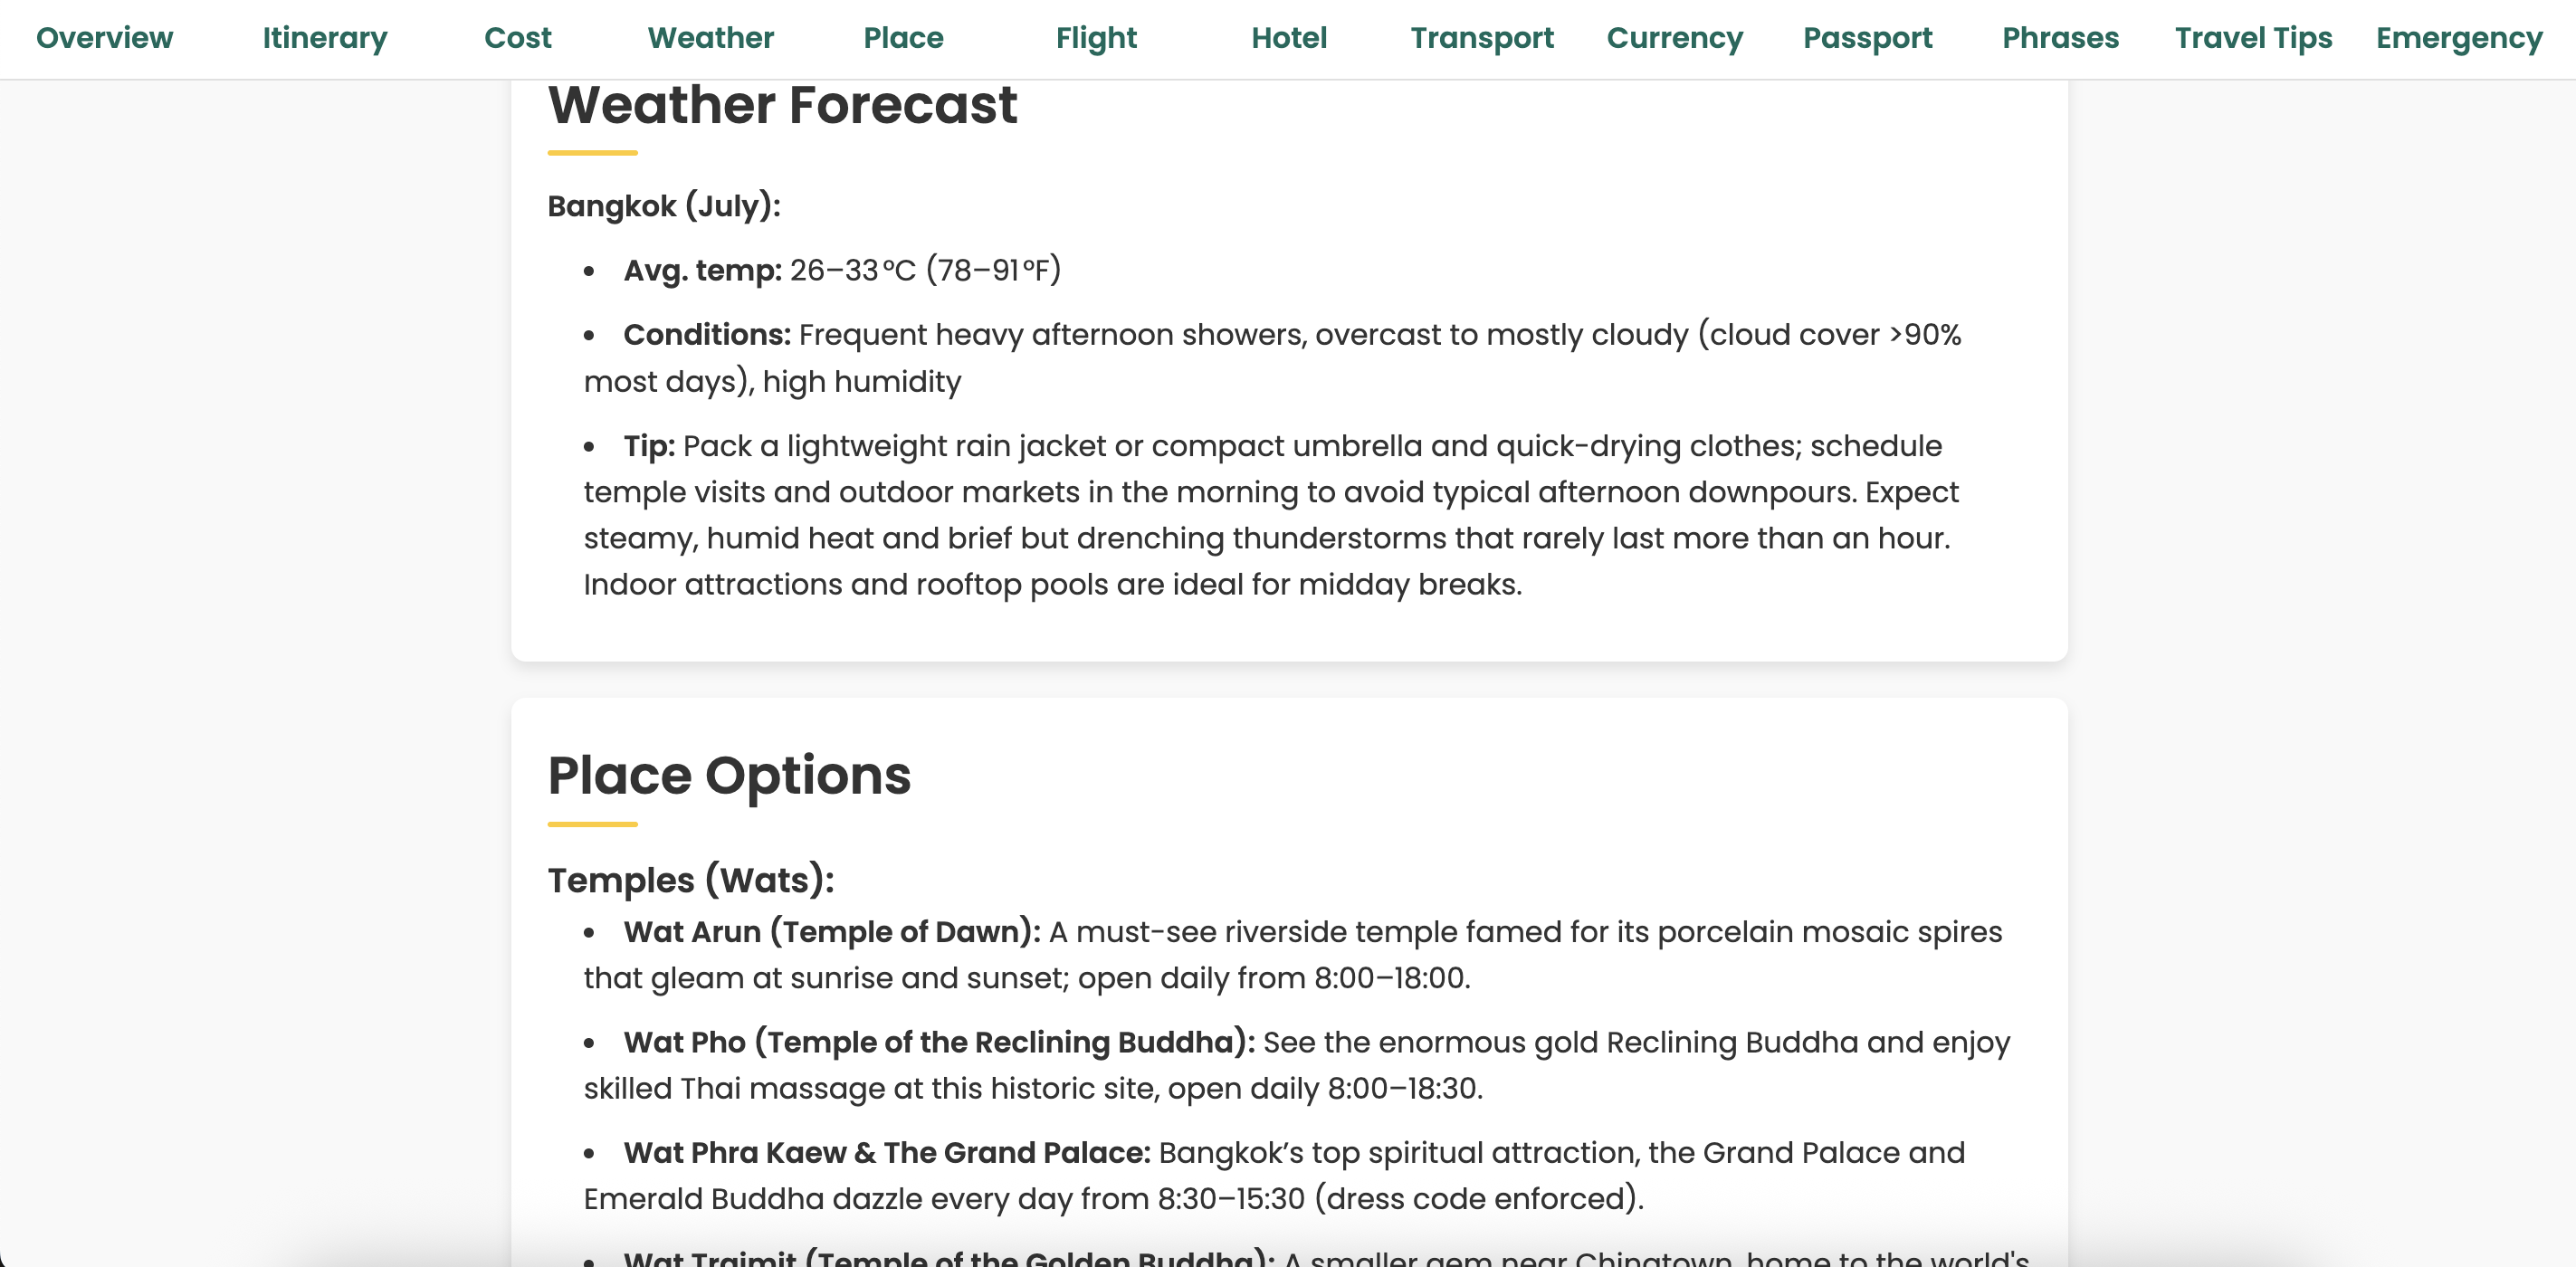 Overview Itinerary Cost Weather Place Flight Hotel Transport Currency Passport Phrases Travel Tips Emergency
Weather Forecast
Bangkok (July):
• Avg. temp: 26–33 °C (78–91 °F)
• Conditions: Frequent heavy afternoon showers, overcast to mostly cloudy (cloud cover >90%
most days), high humidity
• Tip: Pack a lightweight rain jacket or compact umbrella and quick-drying clothes; schedule
temple visits and outdoor markets in the morning to avoid typical afternoon downpours. Expect
steamy, humid heat and brief but drenching thunderstorms that rarely last more than an hour.
Indoor attractions and rooftop pools are ideal for midday breaks.
Place Options
Temples (Wats):
• Wat Arun (Temple of Dawn): A must-see riverside temple famed for its porcelain mosaic spires
that gleam at sunrise and sunset; open daily from 8:00–18:00.
• Wat Pho (Temple of the Reclining Buddha): See the enormous gold Reclining Buddha and enjoy
skilled Thai massage at this historic site, open daily 8:00–18:30.
• Wat Phra Kaew & The Grand Palace: Bangkok’s top spiritual attraction, the Grand Palace and
Emerald Buddha dazzle every day from 8:30–15:30 (dress code enforced).
• Wat Traimit (Temple of the Golden Buddha): A smaller gem near Chinatown, home to the world's